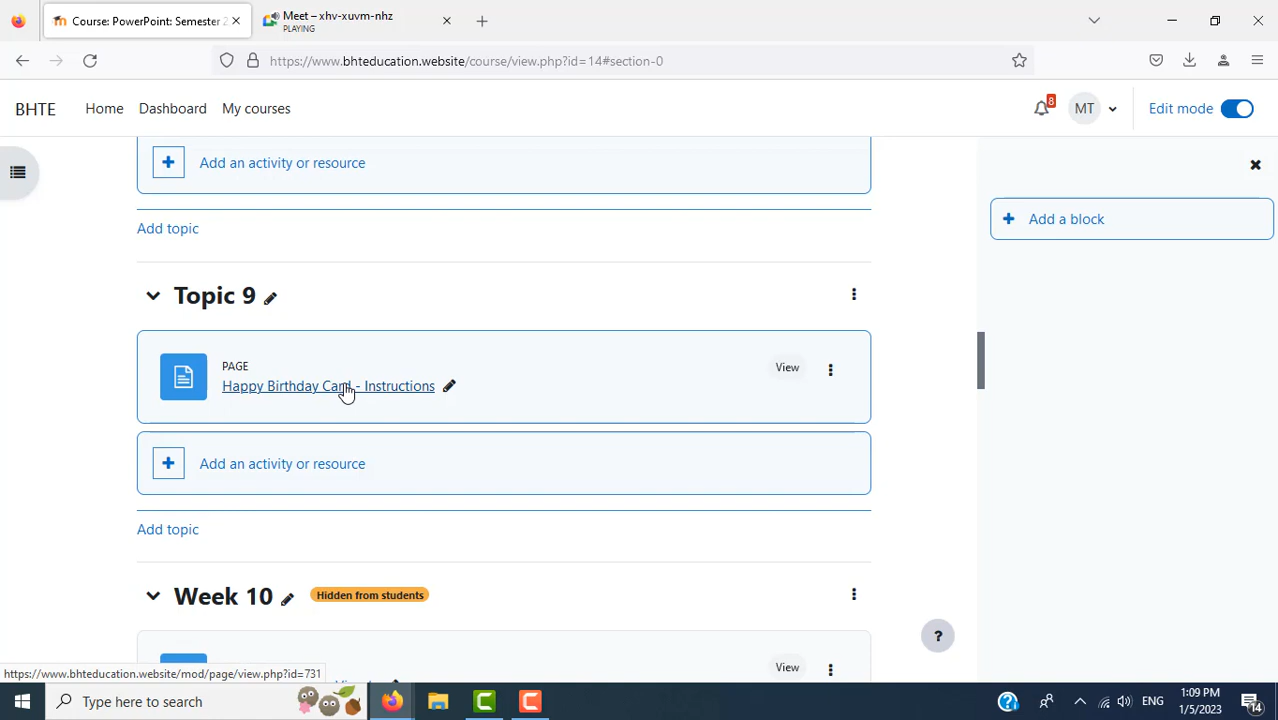 Course: PowerPoint: Semester 2
Meet – xhv-xuvm-nhz
PLAYING
https://www.bhteducation.website/course/view.php?id=14#section-0
BHTE
Home
Dashboard
My courses
8
MT
Edit mode
Add an activity or resource
Add a block
Add topic
Topic 9
PAGE
Happy Birthday Card - Instructions
View
Add an activity or resource
Add topic
Week 10
Hidden from students
?
View
https://www.bhteducation.website/mod/page/view.php?id=731
Type here to search
ENG
1:09 PM
1/5/2023
14